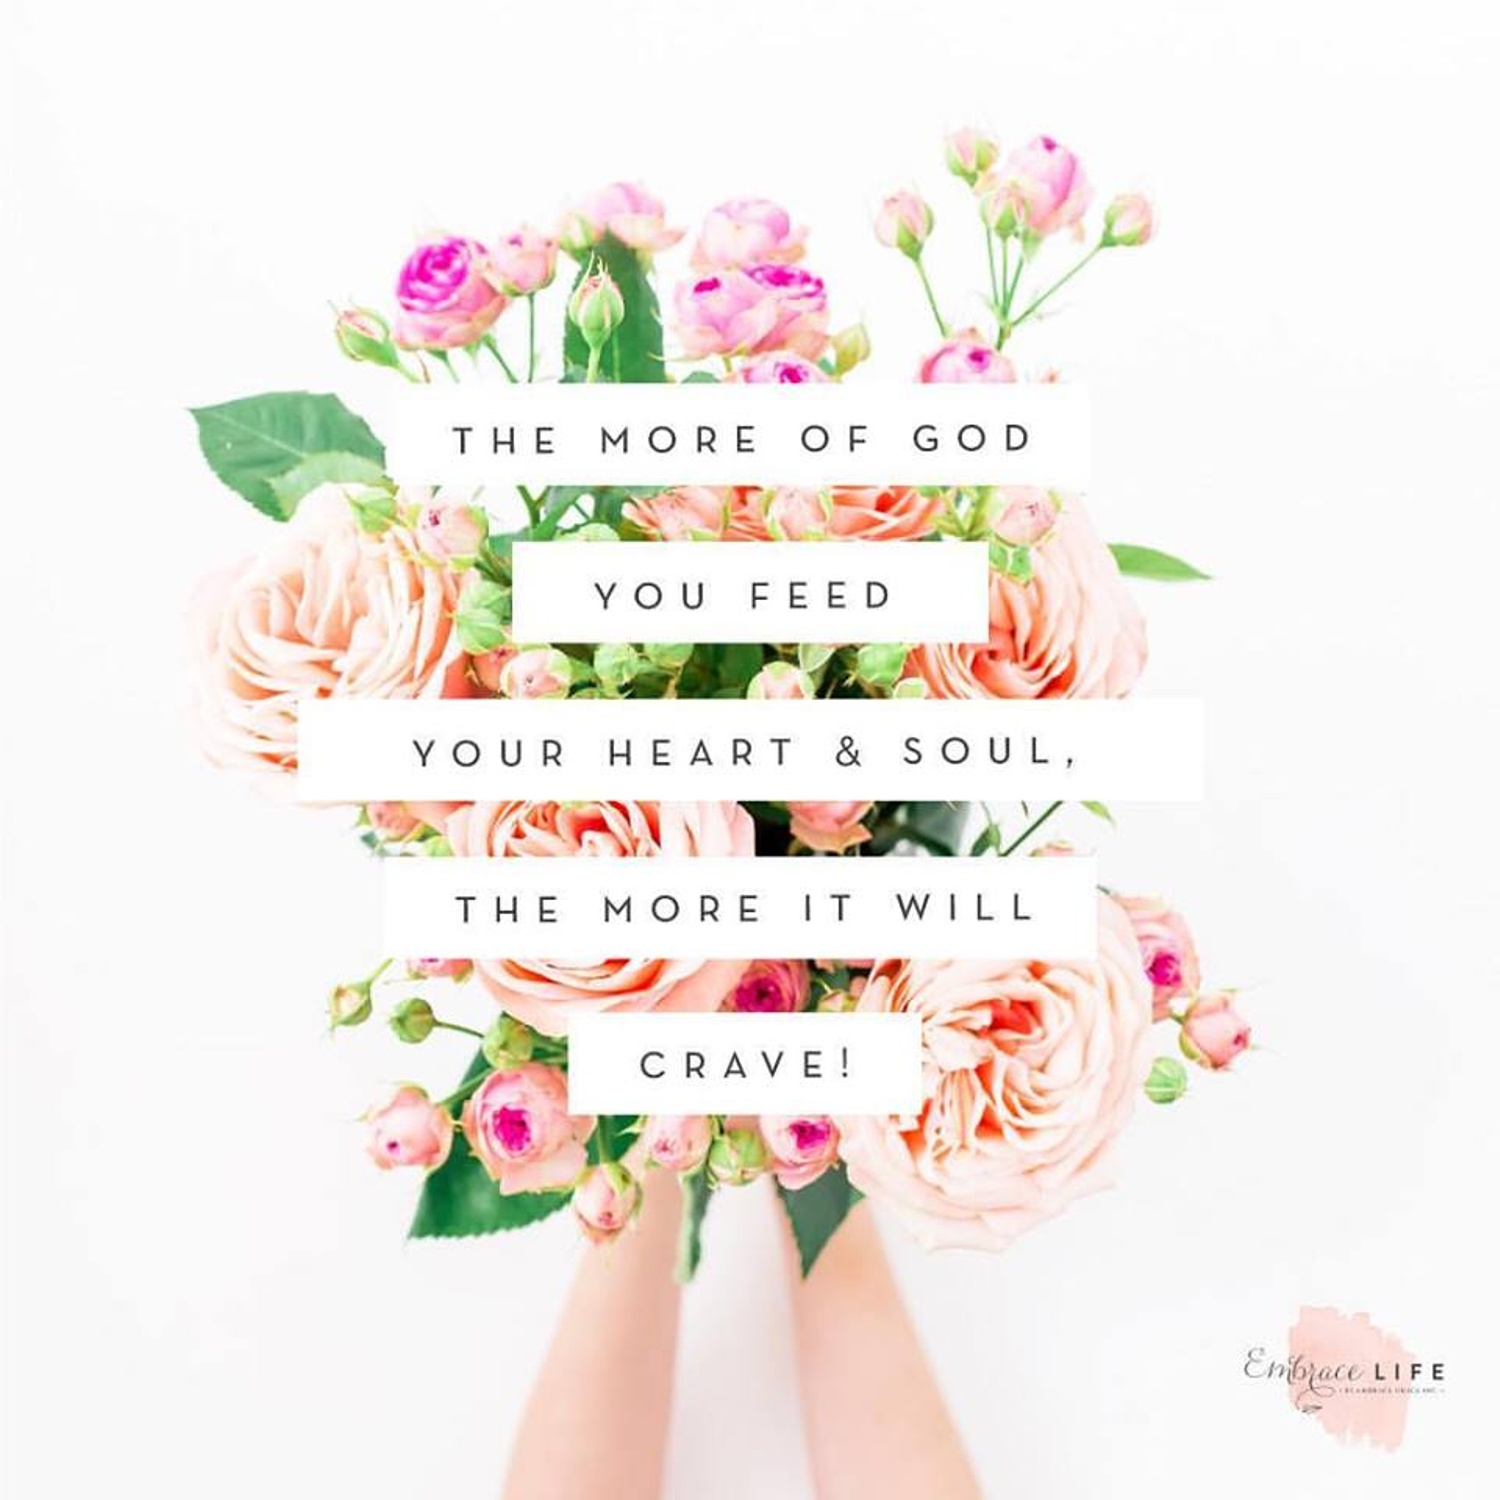 THE MORE OF GOD
YOU FEED
YOUR HEART & SOUL,
THE MORE IT WILL
CRAVE!
Embrace LIFE